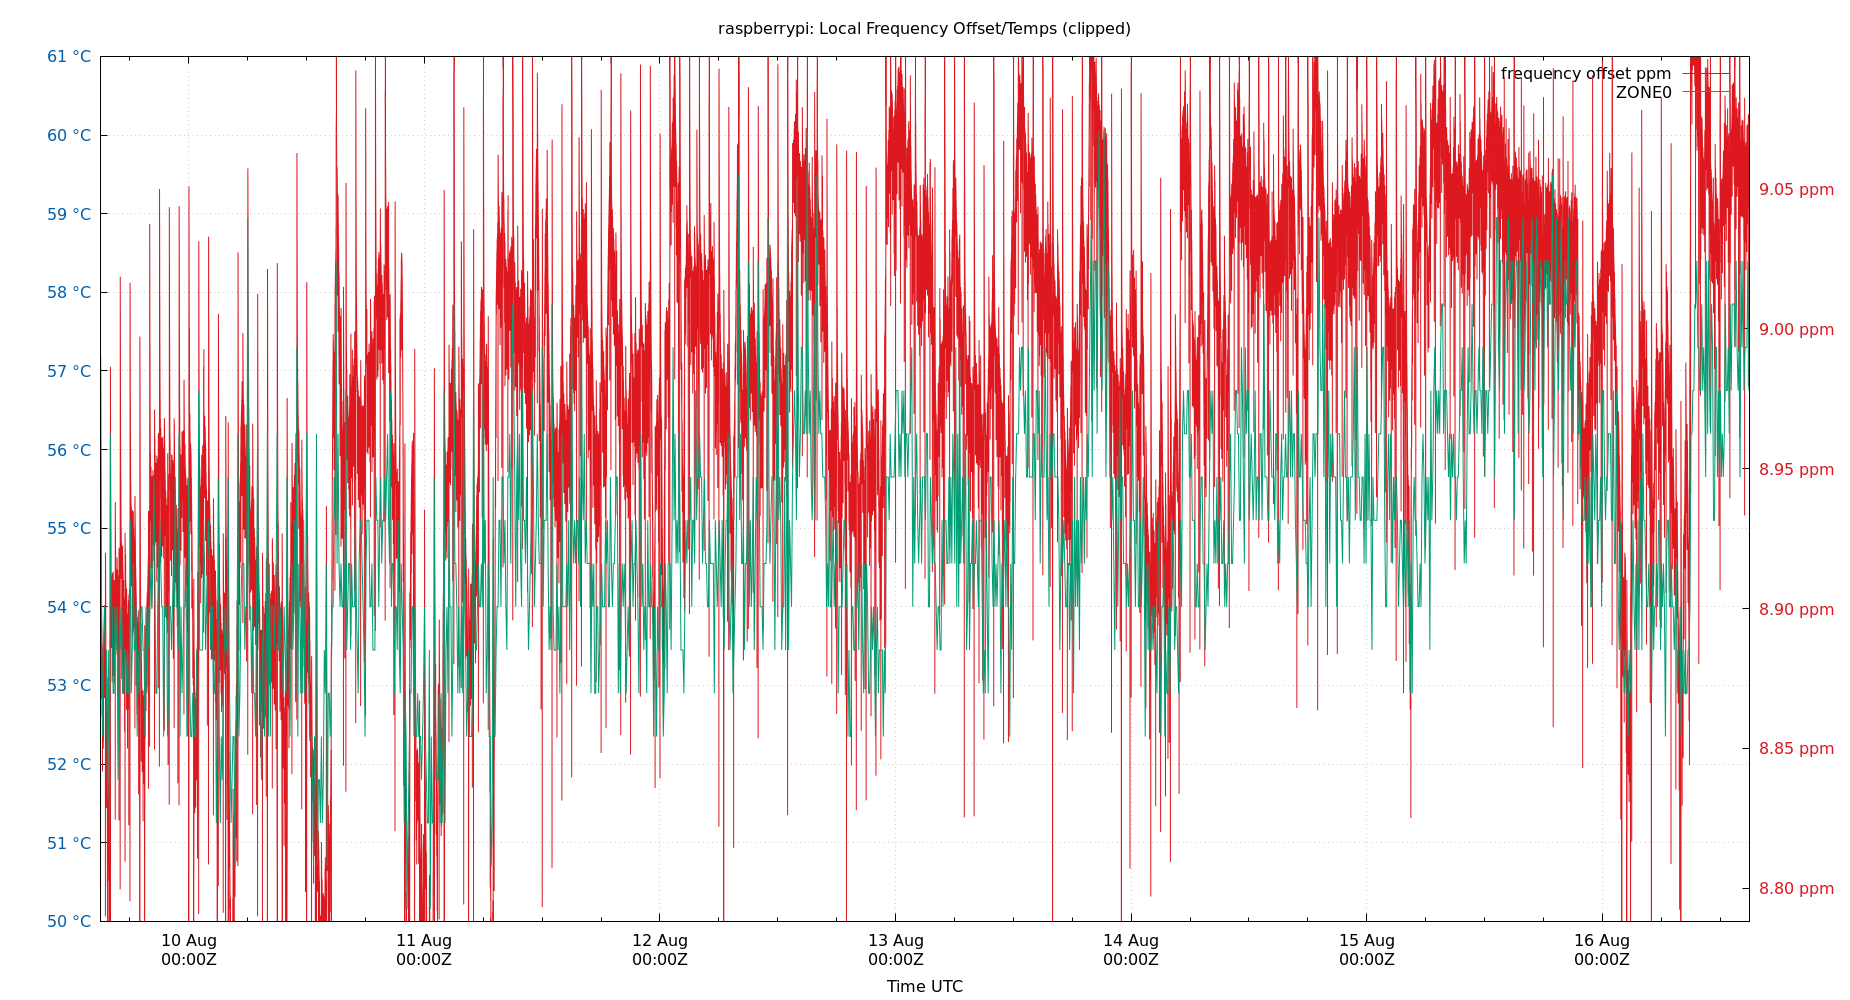 raspberrypi: Local Frequency Offset/Temps (clipped)
61 °C
60 °C
59 °C
58 °C
57 °C
56 °C
55 °C
54 °C
53 °C
52 °C
51 °C
50 °C
frequency offset ppm
ZONE0
9.05 ppm
9.00 ppm
8.95 ppm
8.90 ppm
8.85 ppm
8.80 ppm
10 Aug 11 Aug 12 Aug 13 Aug 14 Aug 15 Aug 16 Aug
00:00Z 00:00Z 00:00Z 00:00Z 00:00Z 00:00Z 00:00Z
Time UTC